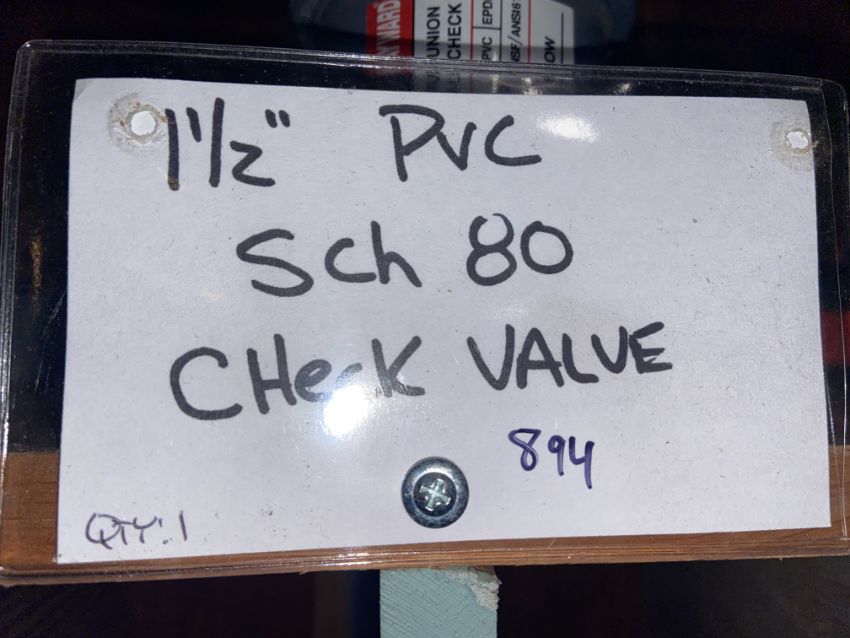 UNION
CHECK
PVC
1½" PVC
Sch 80
CHeck VALVE
894
QTY: 1